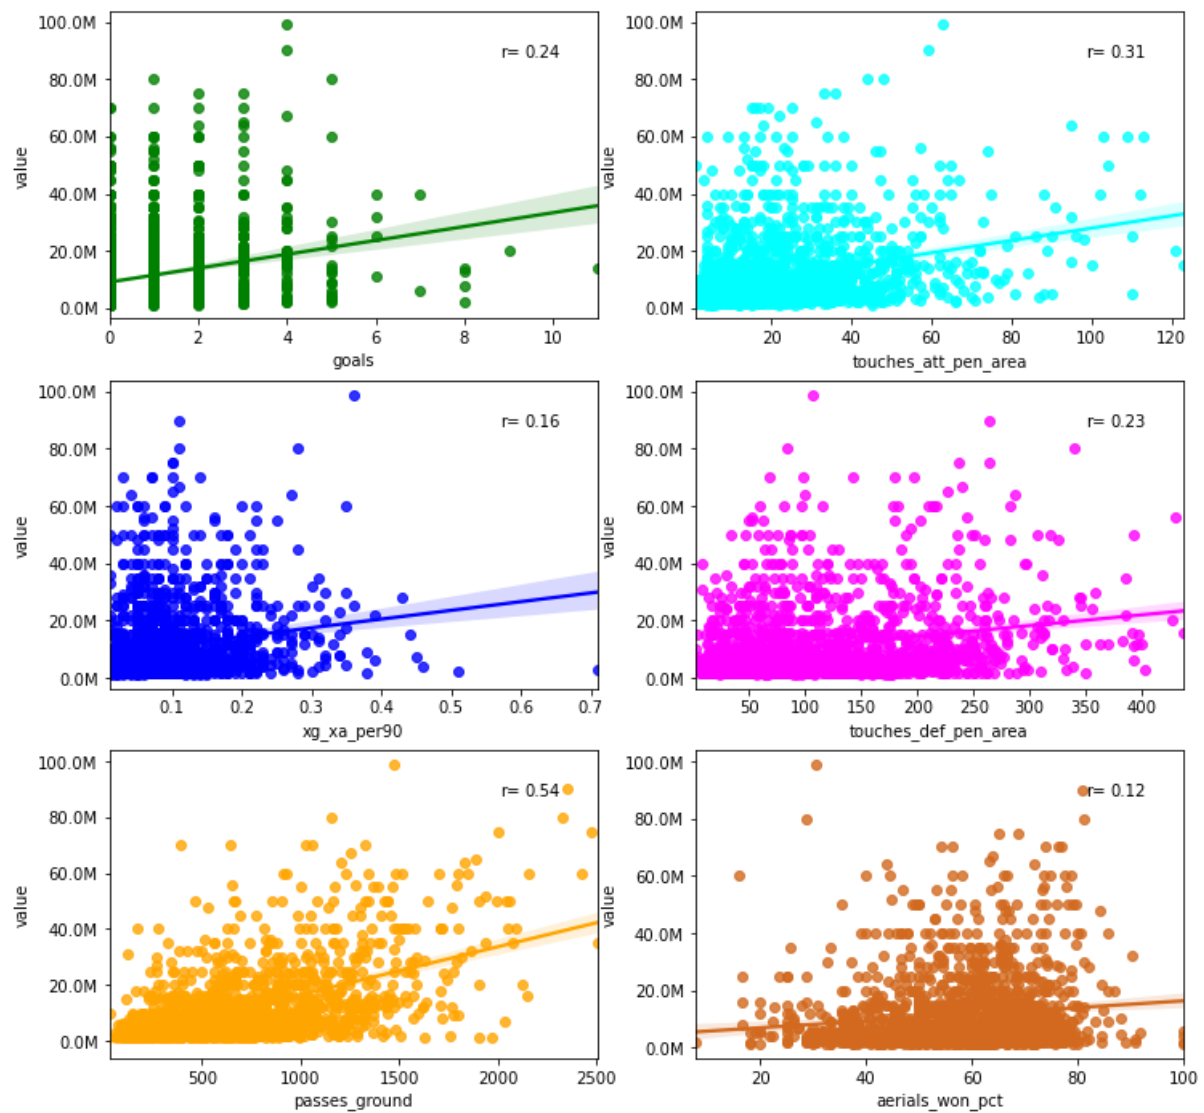 100.0M
80.0M
60.0M
40.0M
20.0M
0.0M
value
r= 0.24
0 2 4 6 8 10
goals
100.0M
80.0M
60.0M
40.0M
20.0M
0.0M
value
r= 0.31
20 40 60 80 100 120
touches_att_pen_area
100.0M
80.0M
60.0M
40.0M
20.0M
0.0M
value
r= 0.16
0.1 0.2 0.3 0.4 0.5 0.6 0.7
xg_xa_per90
100.0M
80.0M
60.0M
40.0M
20.0M
0.0M
value
r= 0.23
50 100 150 200 250 300 350 400
touches_def_pen_area
100.0M
80.0M
60.0M
40.0M
20.0M
0.0M
value
r= 0.54
500 1000 1500 2000 2500
passes_ground
100.0M
80.0M
60.0M
40.0M
20.0M
0.0M
value
r= 0.12
20 40 60 80 100
aerials_won_pct